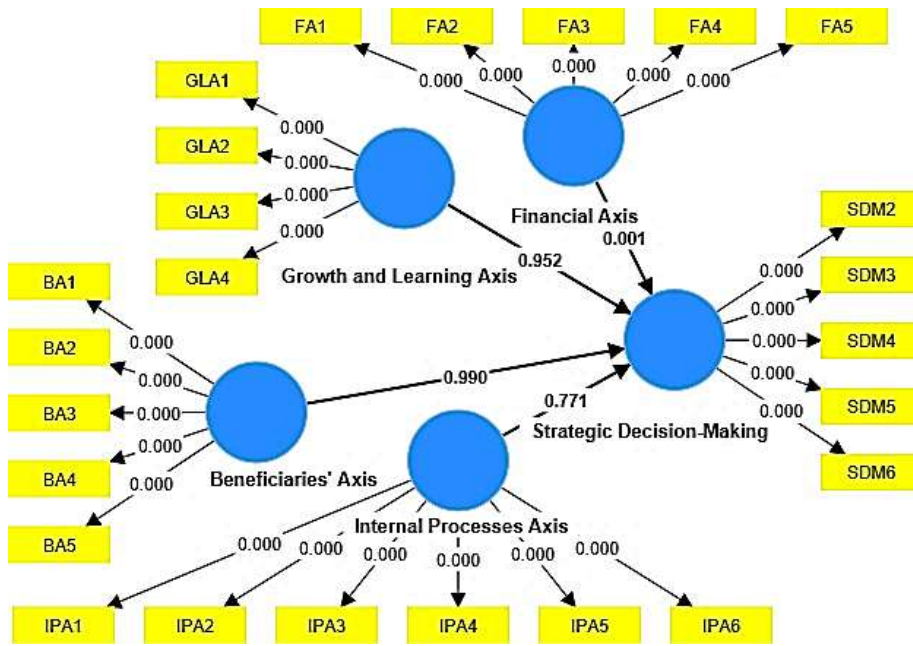 FA1 FA2 FA3 FA4 FA5
0.000 0.000 0.000 0.000 0.000
GLA1
GLA2
GLA3
GLA4
0.000
0.000
0.000
0.000
Growth and Learning Axis
Financial Axis
0.001
0.952
SDM2
SDM3
SDM4
SDM5
SDM6
0.000
0.000
0.000
0.000
0.000
Strategic Decision-Making
BA1
BA2
BA3
BA4
BA5
0.000
0.000
0.000
0.000
0.000
0.990
0.771
Beneficiaries' Axis
Internal Processes Axis
0.000 0.000 0.000 0.000 0.000 0.000
IPA1 IPA2 IPA3 IPA4 IPA5 IPA6